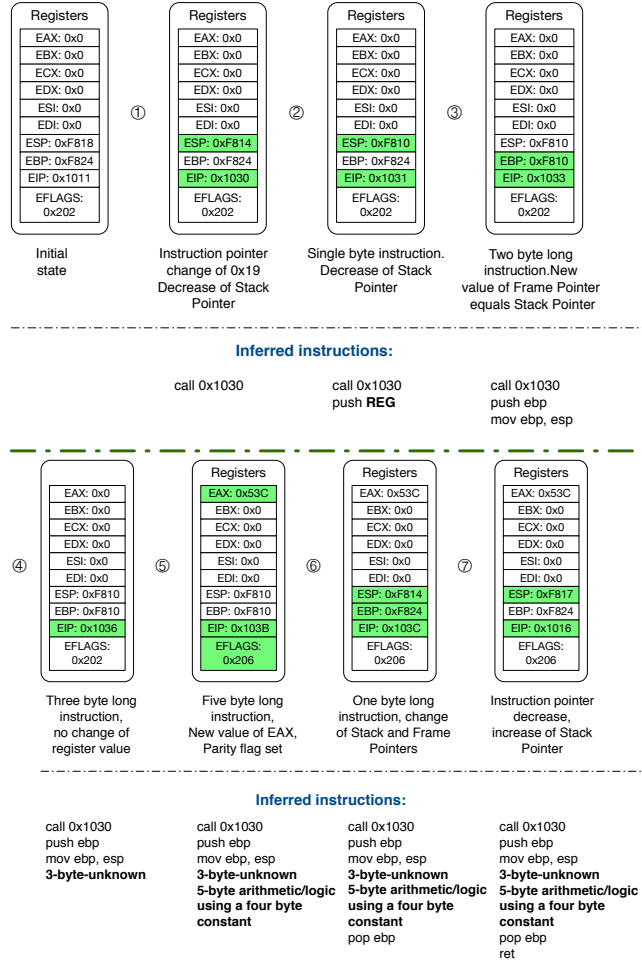 Registers
EAX: 0x0
EBX: 0x0
ECX: 0x0
EDX: 0x0
ESI: 0x0
EDI: 0x0
ESP: 0xF818
EBP: 0xF824
EIP: 0x1011
EFLAGS:
0x202
Initial
state
①
Registers
EAX: 0x0
EBX: 0x0
ECX: 0x0
EDX: 0x0
ESI: 0x0
EDI: 0x0
ESP: 0xF814
EBP: 0xF824
EIP: 0x1030
EFLAGS:
0x202
Instruction pointer
change of 0x19
Decrease of Stack
Pointer
②
Registers
EAX: 0x0
EBX: 0x0
ECX: 0x0
EDX: 0x0
ESI: 0x0
EDI: 0x0
ESP: 0xF810
EBP: 0xF824
EIP: 0x1031
EFLAGS:
0x202
Single byte instruction.
Decrease of Stack
Pointer
③
Registers
EAX: 0x0
EBX: 0x0
ECX: 0x0
EDX: 0x0
ESI: 0x0
EDI: 0x0
ESP: 0xF810
EBP: 0xF810
EIP: 0x1033
EFLAGS:
0x202
Two byte long
instruction.New
value of Frame Pointer
equals Stack Pointer
Inferred instructions:
call 0x1030
call 0x1030
push REG
call 0x1030
push ebp
mov ebp, esp
④
Registers
EAX: 0x0
EBX: 0x0
ECX: 0x0
EDX: 0x0
ESI: 0x0
EDI: 0x0
ESP: 0xF810
EBP: 0xF810
EIP: 0x1036
EFLAGS:
0x202
Three byte long
instruction,
no change of
register value
⑤
Registers
EAX: 0x53C
EBX: 0x0
ECX: 0x0
EDX: 0x0
ESI: 0x0
EDI: 0x0
ESP: 0xF810
EBP: 0xF810
EIP: 0x103B
EFLAGS:
0x206
Five byte long
instruction,
New value of EAX,
Parity flag set
⑥
Registers
EAX: 0x53C
EBX: 0x0
ECX: 0x0
EDX: 0x0
ESI: 0x0
EDI: 0x0
ESP: 0xF814
EBP: 0xF824
EIP: 0x103C
EFLAGS:
0x206
One byte long
instruction, change
of Stack and Frame
Pointers
⑦
Registers
EAX: 0x53C
EBX: 0x0
ECX: 0x0
EDX: 0x0
ESI: 0x0
EDI: 0x0
ESP: 0xF817
EBP: 0xF824
EIP: 0x1016
EFLAGS:
0x206
Instruction pointer
decrease,
increase of Stack
Pointer
Inferred instructions:
call 0x1030
push ebp
mov ebp, esp
3-byte-unknown
call 0x1030
push ebp
mov ebp, esp
3-byte-unknown
5-byte arithmetic/logic
using a four byte
constant
call 0x1030
push ebp
mov ebp, esp
3-byte-unknown
5-byte arithmetic/logic
using a four byte
constant
pop ebp
call 0x1030
push ebp
mov ebp, esp
3-byte-unknown
5-byte arithmetic/logic
using a four byte
constant
pop ebp
ret